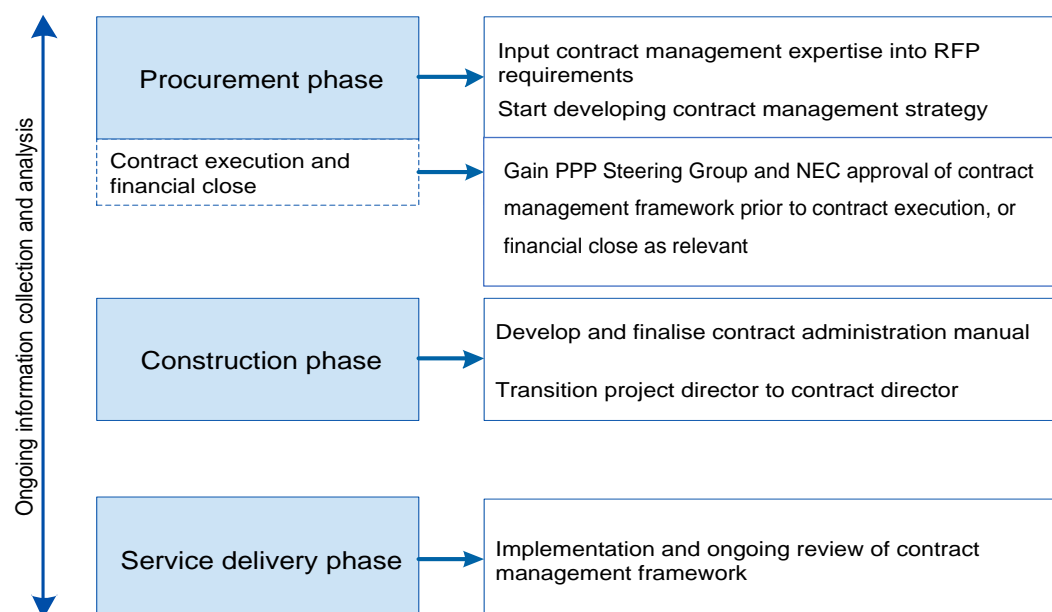 Ongoing information collection and analysis
Procurement phase
Input contract management expertise into RFP
requirements
Start developing contract management strategy
Contract execution and
financial close
Gain PPP Steering Group and NEC approval of contract
management framework prior to contract execution, or
financial close as relevant
Construction phase
Develop and finalise contract administration manual
Transition project director to contract director
Service delivery phase
Implementation and ongoing review of contract
management framework